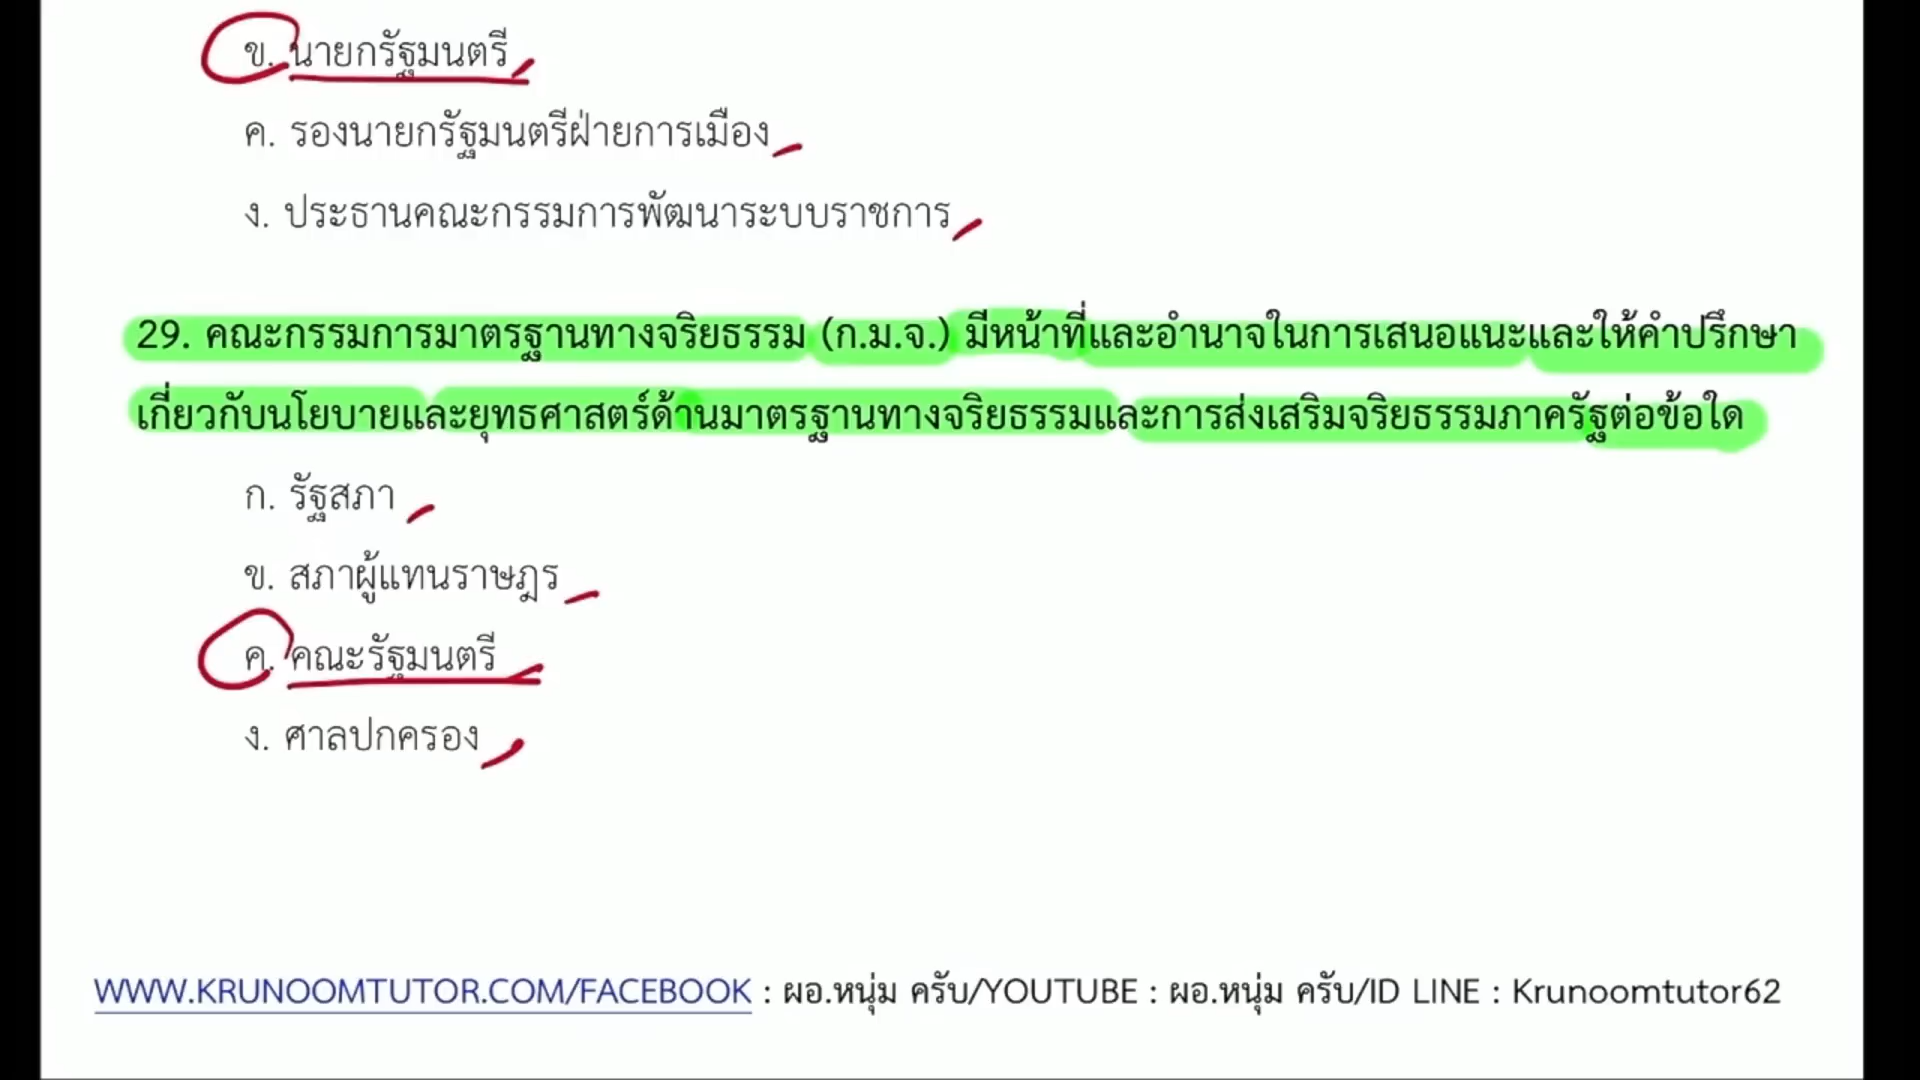 ข. นายกรัฐมนตรี
ค. รองนายกรัฐมนตรีฝ่ายการเมือง
ง. ประธานคณะกรรมการพัฒนาระบบราชการ
29. คณะกรรมการมาตรฐานทางจริยธรรม (ก.ม.จ.) มีหน้าที่และอำนาจในการเสนอแนะและให้คำปรึกษา
เกี่ยวกับนโยบายและยุทธศาสตร์ด้านมาตรฐานทางจริยธรรมและการส่งเสริมจริยธรรมภาครัฐต่อข้อใด
ก. รัฐสภา
ข. สภาผู้แทนราษฎร
ค. คณะรัฐมนตรี
ง. ศาลปกครอง
WWW.KRUNOOMTUTOR.COM/FACEBOOK : ผอ.หนุ่ม ครับ/YOUTUBE : ผอ.หนุ่ม ครับ/ID LINE : Krunoomtutor62